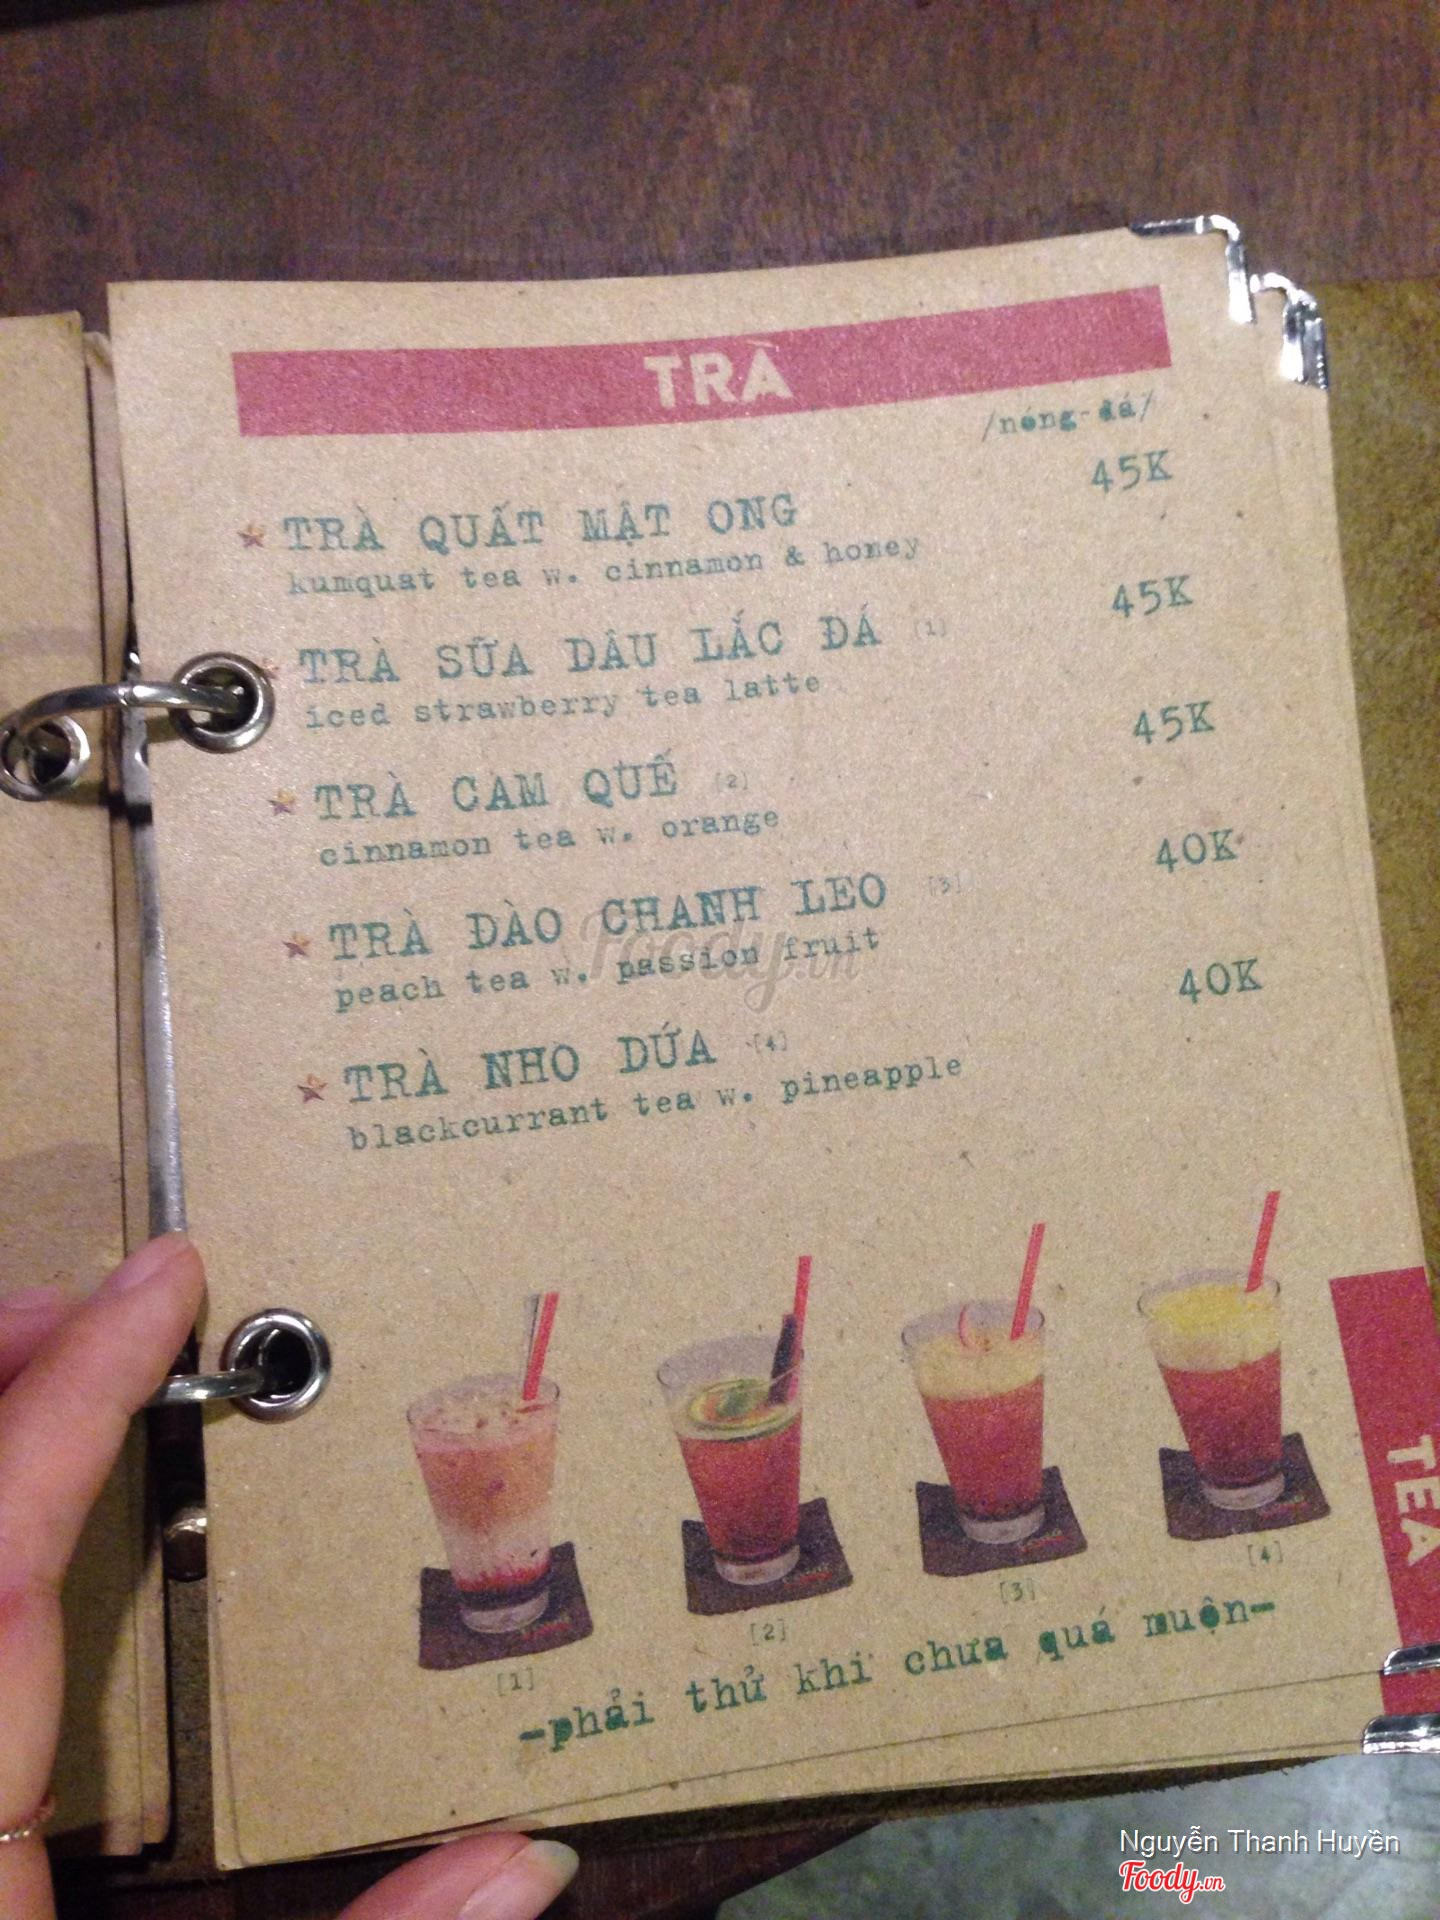 TRÀ
/nóng-đá/
TRÀ QUẤT MẬT ONG 45K
kumquat tea w. cinnamon & honey
TRÀ SỮA DÂU LẮC ĐÁ [1] 45K
iced strawberry tea latte
TRÀ CAM QUẾ [2] 45K
cinnamon tea w. orange
TRÀ ĐÀO CHANH LEO [3] 40K
peach tea w. passion fruit
TRÀ NHO DỨA [4] 40K
blackcurrant tea w. pineapple
Foody.vn
[1] [2] [3] [4]
-phải thử khi chưa quá muộn-
TEA
Nguyễn Thanh Huyền
Foody.vn